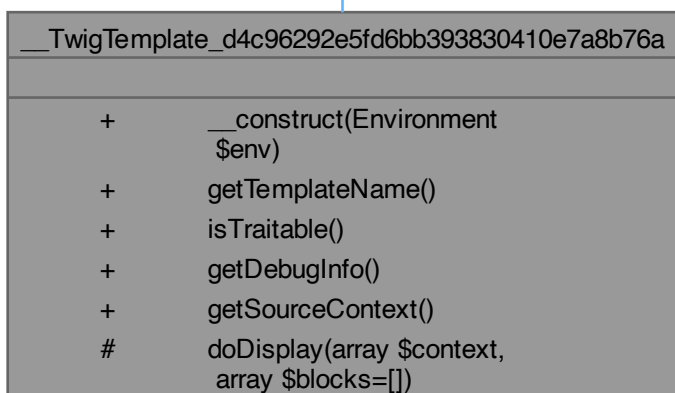 __TwigTemplate_d4c96292e5fd6bb393830410e7a8b76a
+ __construct(Environment
$env)
+ getTemplateName()
+ isTraitable()
+ getDebugInfo()
+ getSourceContext()
# doDisplay(array $context,
array $blocks=[])